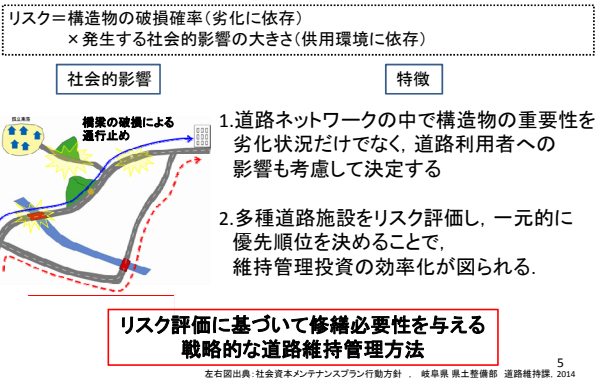 リスク＝構造物の破損確率（劣化に依存）
×発生する社会的影響の大きさ（供用環境に依存）
社会的影響
特徴
孤立集落
橋梁の破損による
通行止め
1.道路ネットワークの中で構造物の重要性を
劣化状況だけでなく，道路利用者への
影響も考慮して決定する
2.多種道路施設をリスク評価し，一元的に
優先順位を決めることで，
維持管理投資の効率化が図られる.
リスク評価に基づいて修繕必要性を与える
戦略的な道路維持管理方法
5
左右図出典：社会資本メンテナンスプラン行動方針　，　岐阜県 県土整備部　道路維持課，2014